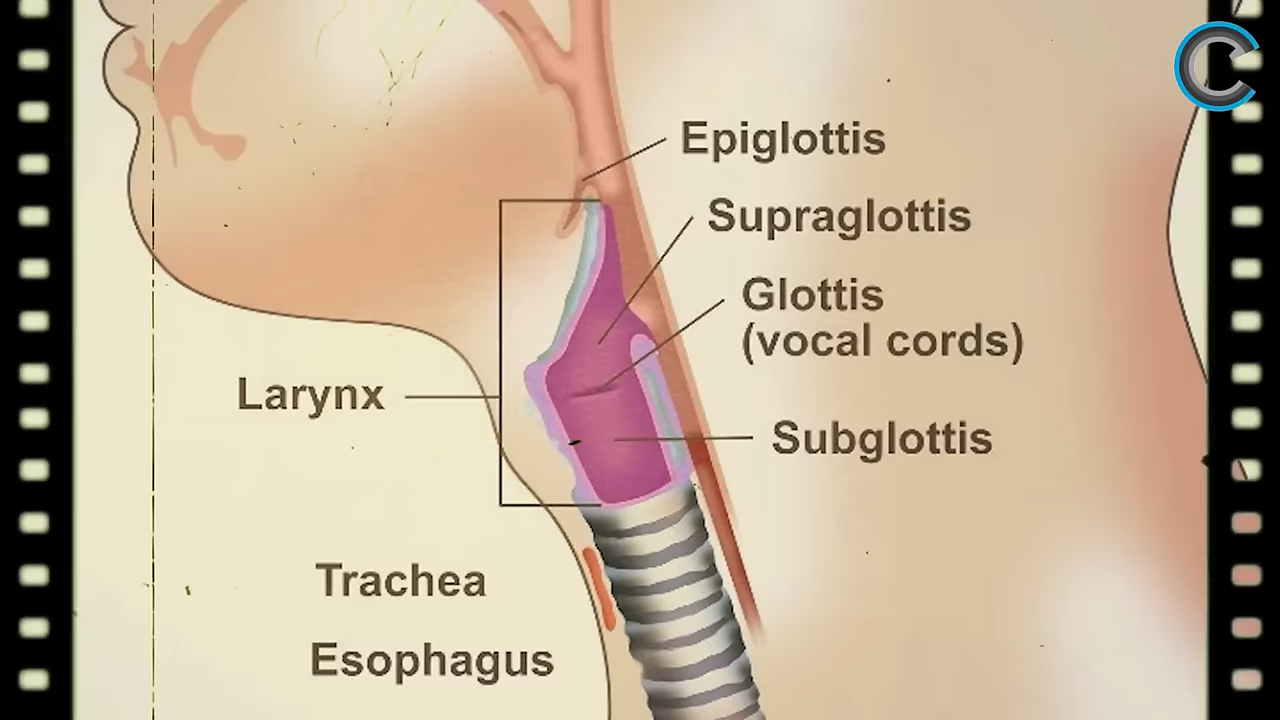 Epiglottis
Supraglottis
Glottis
(vocal cords)
Larynx
Subglottis
Trachea
Esophagus